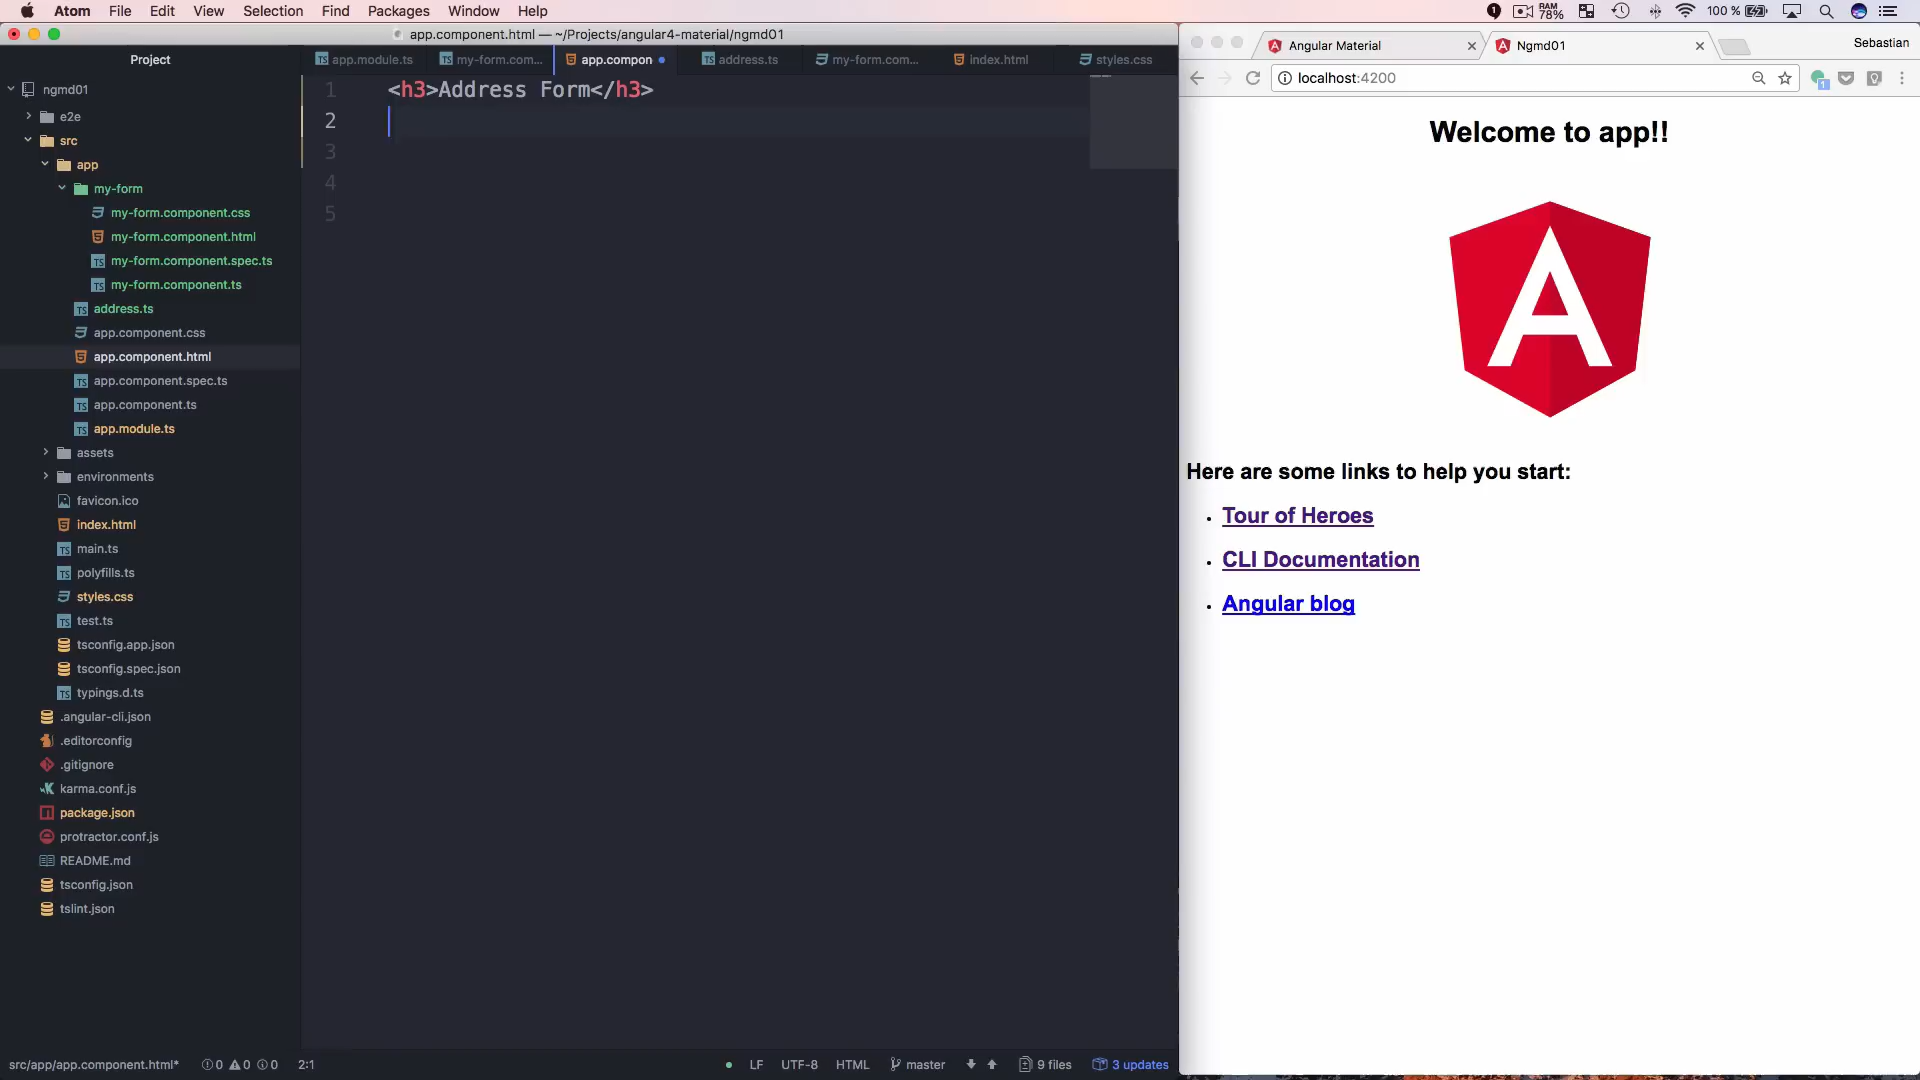 Atom File Edit View Selection Find Packages Window Help
RAM 78% 100 %
app.component.html — ~/Projects/angular4-material/ngmd01
Project
app.module.ts my-form.com... app.compon address.ts my-form.com... index.html styles.css
ngmd01
e2e
src
app
my-form
my-form.component.css
my-form.component.html
my-form.component.spec.ts
my-form.component.ts
address.ts
app.component.css
app.component.html
app.component.spec.ts
app.component.ts
app.module.ts
assets
environments
favicon.ico
index.html
main.ts
polyfills.ts
styles.css
test.ts
tsconfig.app.json
tsconfig.spec.json
typings.d.ts
.angular-cli.json
.editorconfig
.gitignore
karma.conf.js
package.json
protractor.conf.js
README.md
tsconfig.json
tslint.json
1 <h3>Address Form</h3>
2
3
4
5
src/app/app.component.html* 0 0 0 2:1 LF UTF-8 HTML master 9 files 3 updates
Angular Material Ngmd01 Sebastian
localhost:4200
Welcome to app!!
A
Here are some links to help you start:
Tour of Heroes
CLI Documentation
Angular blog